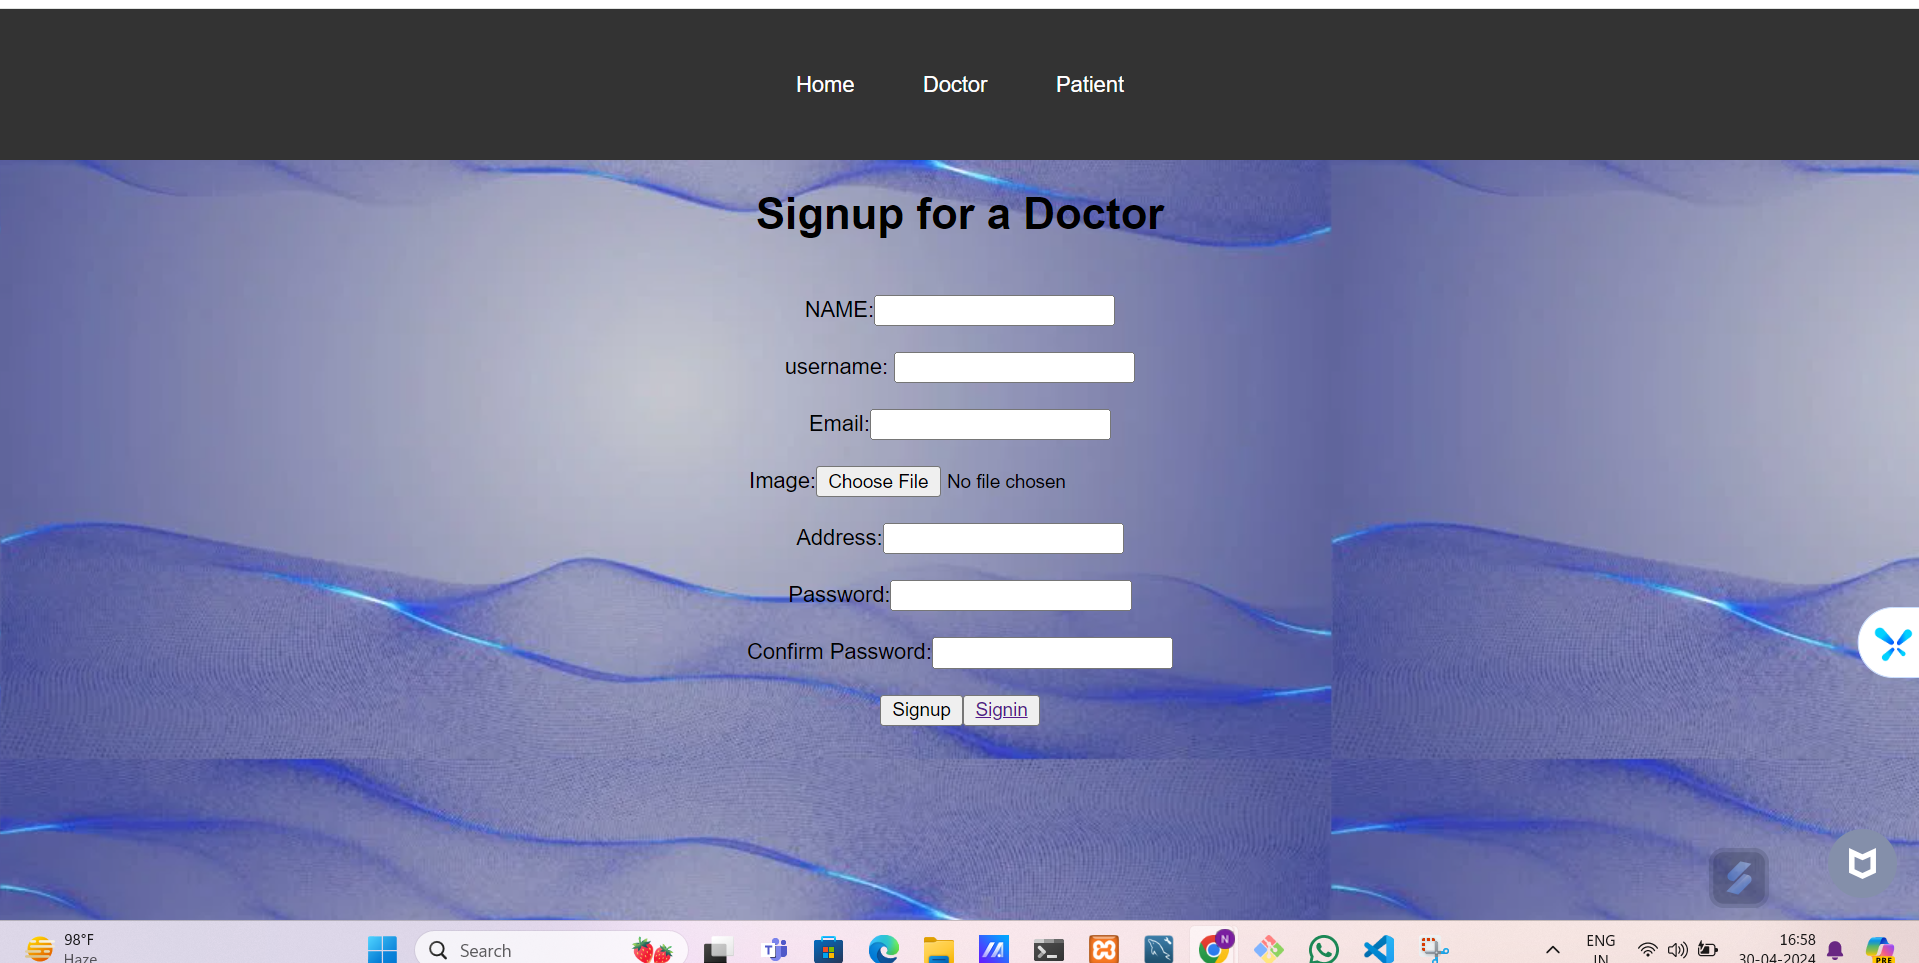 Home Doctor Patient
Signup for a Doctor
NAME:
username:
Email:
Image: Choose File No file chosen
Address:
Password:
Confirm Password:
Signup Signin
98°F
Haze
Search
N
ENG
IN
16:58
30-04-2024
PRE